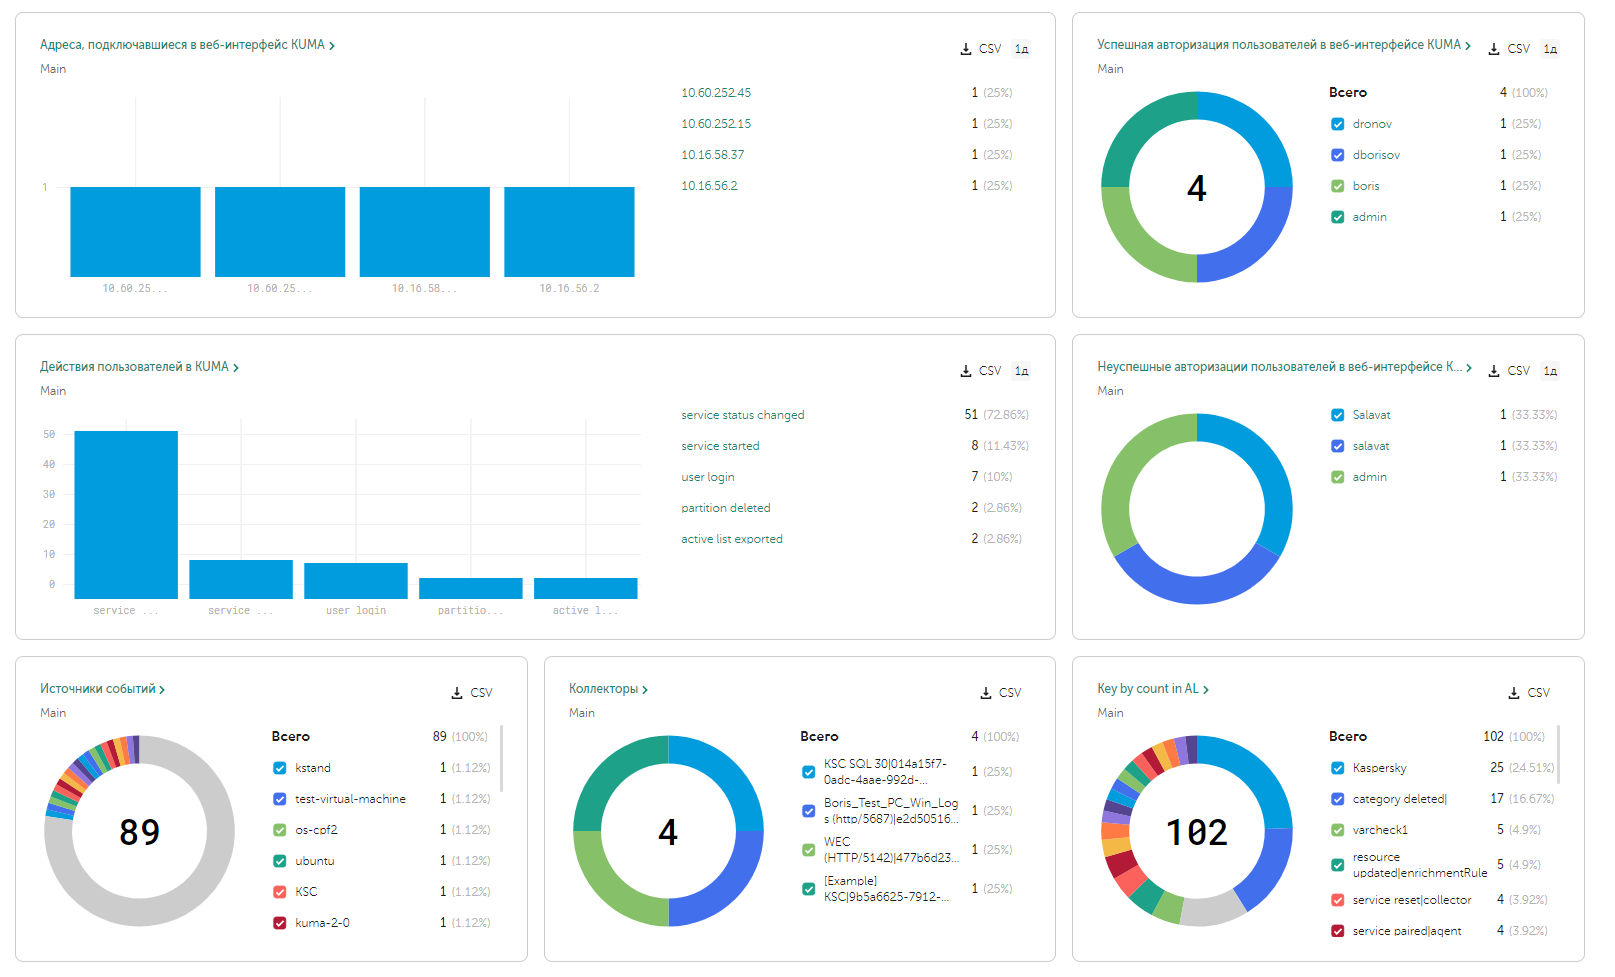 Адреса, подключавшиеся в веб-интерфейс KUMA
CSV 1д
Main
1
10.60.25...
10.60.25...
10.16.58...
10.16.56.2
10.60.252.45 1 (25%)
10.60.252.15 1 (25%)
10.16.58.37 1 (25%)
10.16.56.2 1 (25%)
Успешная авторизация пользователей в веб-интерфейсе KUMA
CSV 1д
Main
4
Всего 4 (100%)
dronov 1 (25%)
dborisov 1 (25%)
boris 1 (25%)
admin 1 (25%)
Действия пользователей в KUMA
CSV 1д
Main
50
40
30
20
10
0
service ...
service ...
user login
partitio...
active l...
service status changed 51 (72.86%)
service started 8 (11.43%)
user login 7 (10%)
partition deleted 2 (2.86%)
active list exported 2 (2.86%)
Неуспешные авторизации пользователей в веб-интерфейсе K...
CSV 1д
Main
Salavat 1 (33.33%)
salavat 1 (33.33%)
admin 1 (33.33%)
Источники событий
CSV
Main
89
Всего 89 (100%)
kstand 1 (1.12%)
test-virtual-machine 1 (1.12%)
os-cpf2 1 (1.12%)
ubuntu 1 (1.12%)
KSC 1 (1.12%)
kuma-2-0 1 (1.12%)
Коллекторы
CSV
Main
4
Всего 4 (100%)
KSC SQL 30|014a15f7-
0adc-4aae-992d-... 1 (25%)
Boris_Test_PC_Win_Log
s (http/5687)|e2d50516... 1 (25%)
WEC
(HTTP/5142)|477b6d23... 1 (25%)
[Example]
KSC|9b5a6625-7912-... 1 (25%)
Key by count in AL
CSV
Main
102
Всего 102 (100%)
Kaspersky 25 (24.51%)
category deleted| 17 (16.67%)
varcheck1 5 (4.9%)
resource
updated|enrichmentRule 5 (4.9%)
service reset|collector 4 (3.92%)
service paired|agent 4 (3.92%)